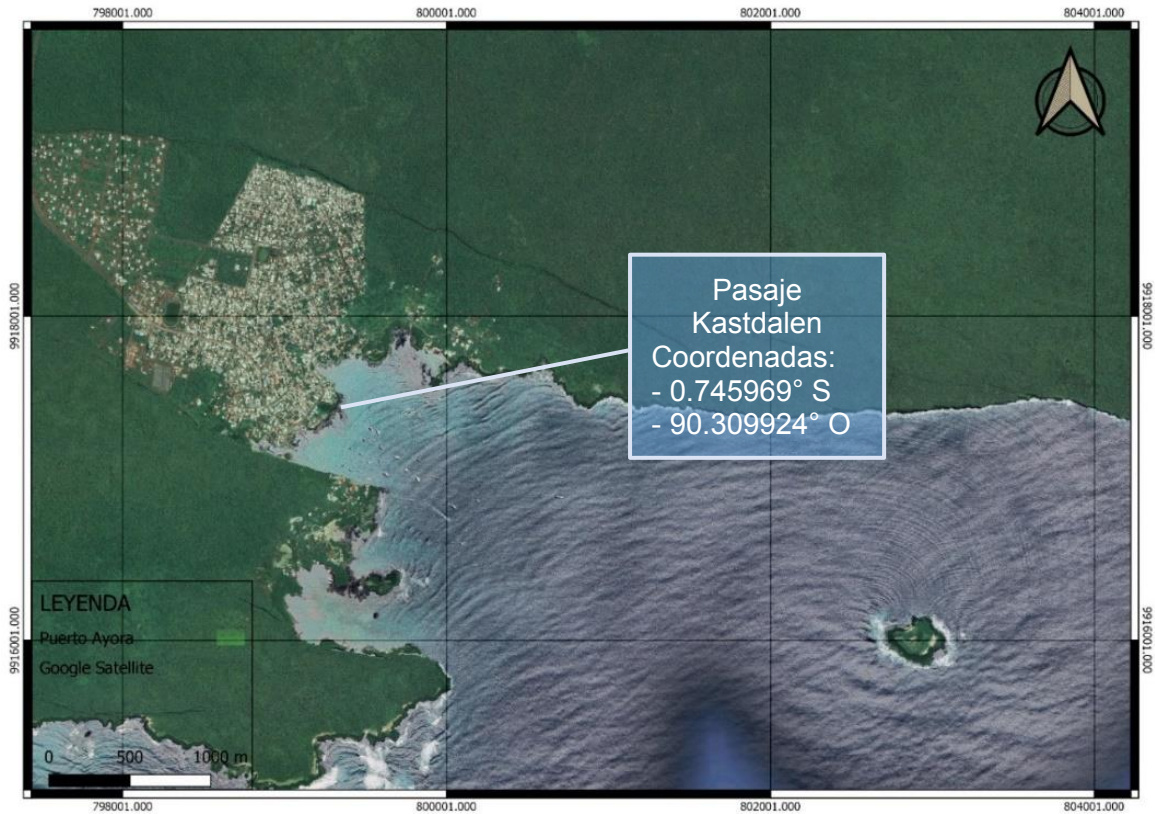 798001.000
800001.000
802001.000
804001.000
9918001.000
9918001.000
Pasaje
Kastdalen
Coordenadas:
- 0.745969° S
- 90.309924° O
9916001.000
9916001.000
LEYENDA
Puerto Ayora
Google Satellite
0 500 1000 m
798001.000
800001.000
802001.000
804001.000